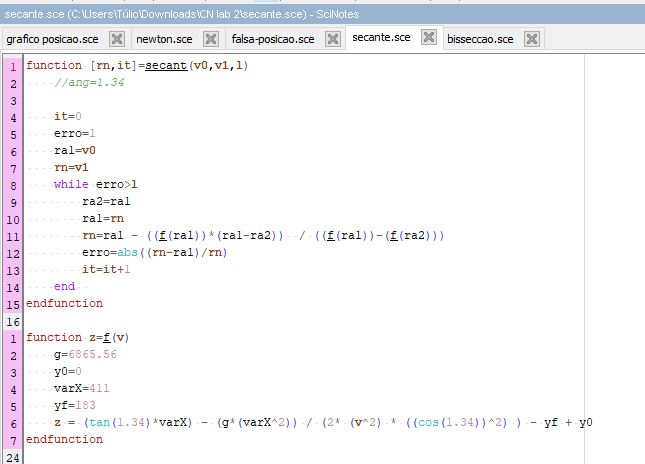 secante.sce (C:\Users\Túlio\Downloads\CN lab 2\secante.sce) - SciNotes
grafico posicao.sce newton.sce falsa-posicao.sce secante.sce bisseccao.sce
1 function [rn,it]=secant(v0,v1,l)
2 //ang=1.34
3
4 it=0
5 erro=1
6 ra1=v0
7 rn=v1
8 while erro>l
9 ra2=ra1
10 ra1=rn
11 rn=ra1 - ((f(ra1))*(ra1-ra2)) / ((f(ra1))-(f(ra2)))
12 erro=abs((rn-ra1)/rn)
13 it=it+1
14 end
15 endfunction
16
1 function z=f(v)
2 g=6865.56
3 y0=0
4 varX=411
5 yf=183
6 z = (tan(1.34)*varX) - (g*(varX^2)) / (2* (v^2) * ((cos(1.34))^2) ) - yf + y0
7 endfunction
24